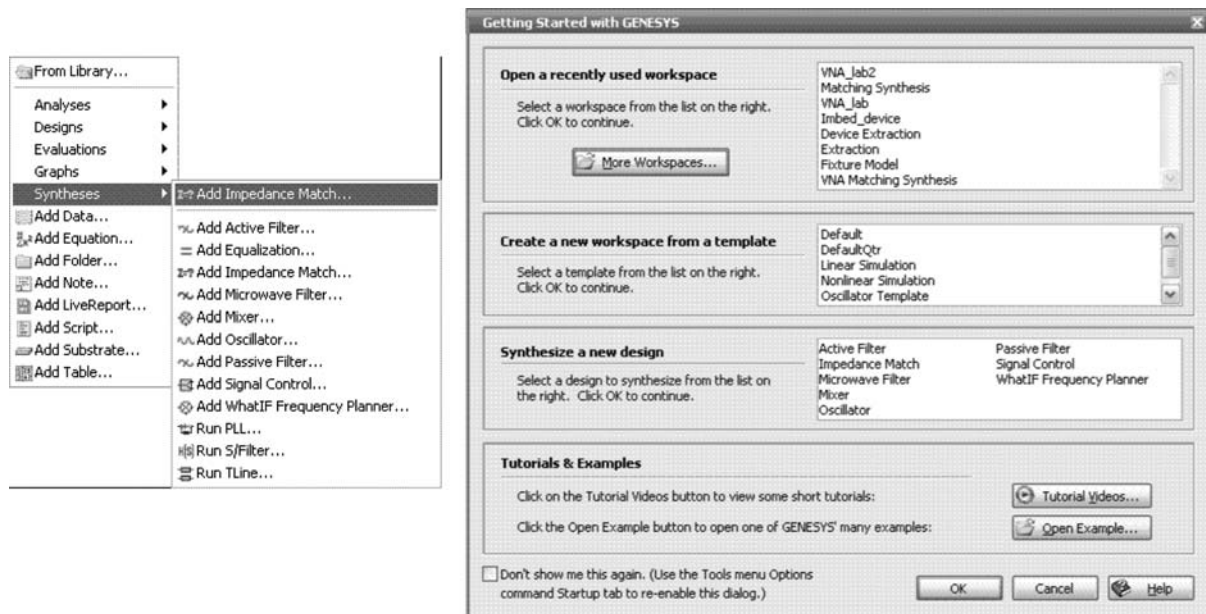 From Library...
Analyses
Designs
Evaluations
Graphs
Syntheses
Add Data...
Add Equation...
Add Folder...
Add Note...
Add LiveReport...
Add Script...
Add Substrate...
Add Table...
Add Impedance Match...
Add Active Filter...
Add Equalization...
Add Impedance Match...
Add Microwave Filter...
Add Mixer...
Add Oscillator...
Add Passive Filter...
Add Signal Control...
Add WhatIF Frequency Planner...
Run PLL...
Run S/Filter...
Run TLine...
Getting Started with GENESYS
Open a recently used workspace
Select a workspace from the list on the right.
Click OK to continue.
More Workspaces...
VNA_lab2
Matching Synthesis
VNA_lab
Imbed_device
Device Extraction
Extraction
Fixture Model
VNA Matching Synthesis
Create a new workspace from a template
Select a template from the list on the right.
Click OK to continue.
Default
DefaultQtr
Linear Simulation
Nonlinear Simulation
Oscillator Template
Synthesize a new design
Select a design to synthesize from the list on
the right. Click OK to continue.
Active Filter
Impedance Match
Microwave Filter
Mixer
Oscillator
Passive Filter
Signal Control
WhatIF Frequency Planner
Tutorials & Examples
Click on the Tutorial Videos button to view some short tutorials:
Tutorial Videos...
Click the Open Example button to open one of GENESYS' many examples:
Open Example...
Don't show me this again. (Use the Tools menu Options
command Startup tab to re-enable this dialog.)
OK
Cancel
Help